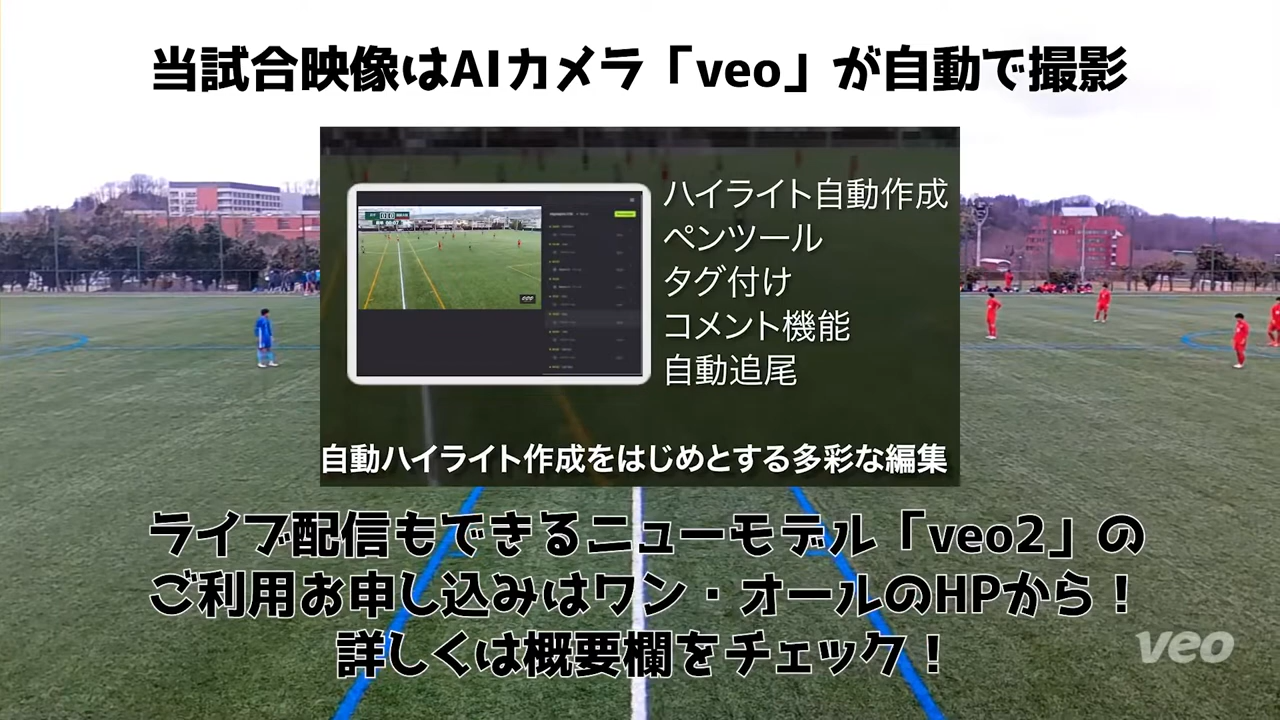 当試合映像はAIカメラ「veo」が自動で撮影
ハイライト自動作成
ペンツール
タグ付け
コメント機能
自動追尾
veo
自動ハイライト作成をはじめとする多彩な編集
ライブ配信もできるニューモデル「veo2」の
ご利用お申し込みはワン・オールのHPから！
詳しくは概要欄をチェック！
veo